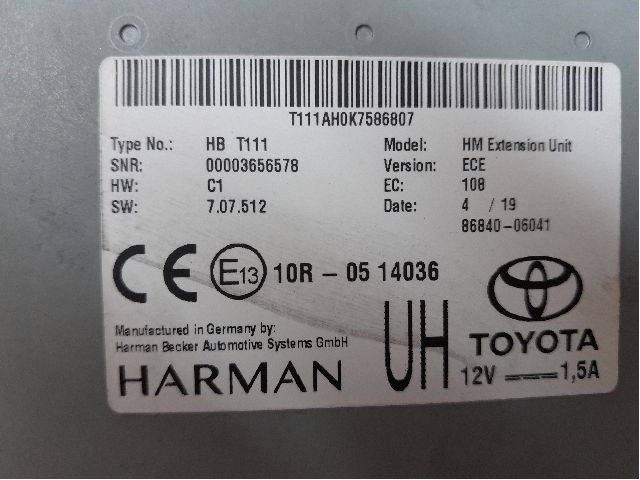 T111AH0K7586807
Type No.: HB T111 Model: HM Extension Unit
SNR: 00003656578 Version: ECE
HW: C1 EC: 108
SW: 7.07.512 Date: 4 / 19
86840-06041
CE E13 10R - 05 14036
Manufactured in Germany by:
Harman Becker Automotive Systems GmbH
HARMAN
UH
TOYOTA
12V 1,5A